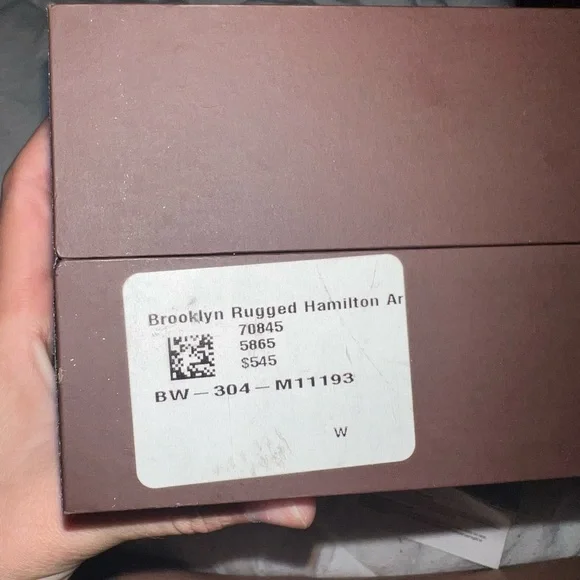 Brooklyn Rugged Hamilton Ar
70845
5865
$545
BW-304-M11193
W